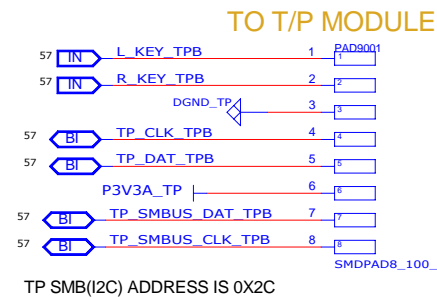 TO T/P MODULE
57 IN L_KEY_TPB 1 PAD9001 1
57 IN R_KEY_TPB 2 2
DGND_TP 3 3
57 BI TP_CLK_TPB 4 4
57 BI TP_DAT_TPB 5 5
P3V3A_TP 6 6
57 BI TP_SMBUS_DAT_TPB 7 7
57 BI TP_SMBUS_CLK_TPB 8 8
SMDPAD8_100_
TP SMB(I2C) ADDRESS IS 0X2C